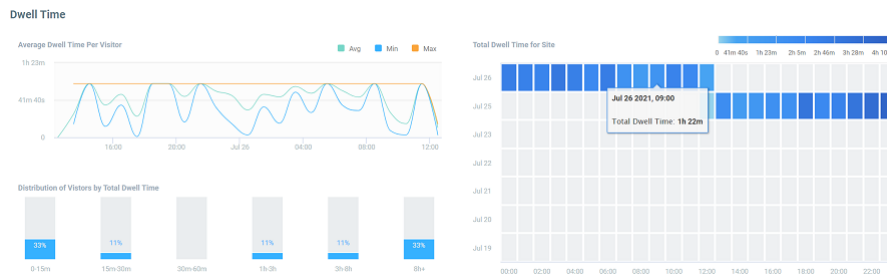 Dwell Time
Average Dwell Time Per Visitor
Avg Min Max
1h 23m
41m 40s
0
16:00 20:00 Jul 26 04:00 08:00 12:00
Distribution of Vistors by Total Dwell Time
33% 11% 11% 11% 33%
0-15m 15m-30m 30m-60m 1h-3h 3h-8h 8h+
Total Dwell Time for Site
0 41m 40s 1h 23m 2h 5m 2h 46m 3h 28m 4h 10
Jul 26
Jul 26 2021, 09:00
Total Dwell Time: 1h 22m
Jul 25
Jul 23
Jul 22
Jul 21
Jul 20
Jul 19
00:00 02:00 04:00 06:00 08:00 10:00 12:00 14:00 16:00 18:00 20:00 22:00